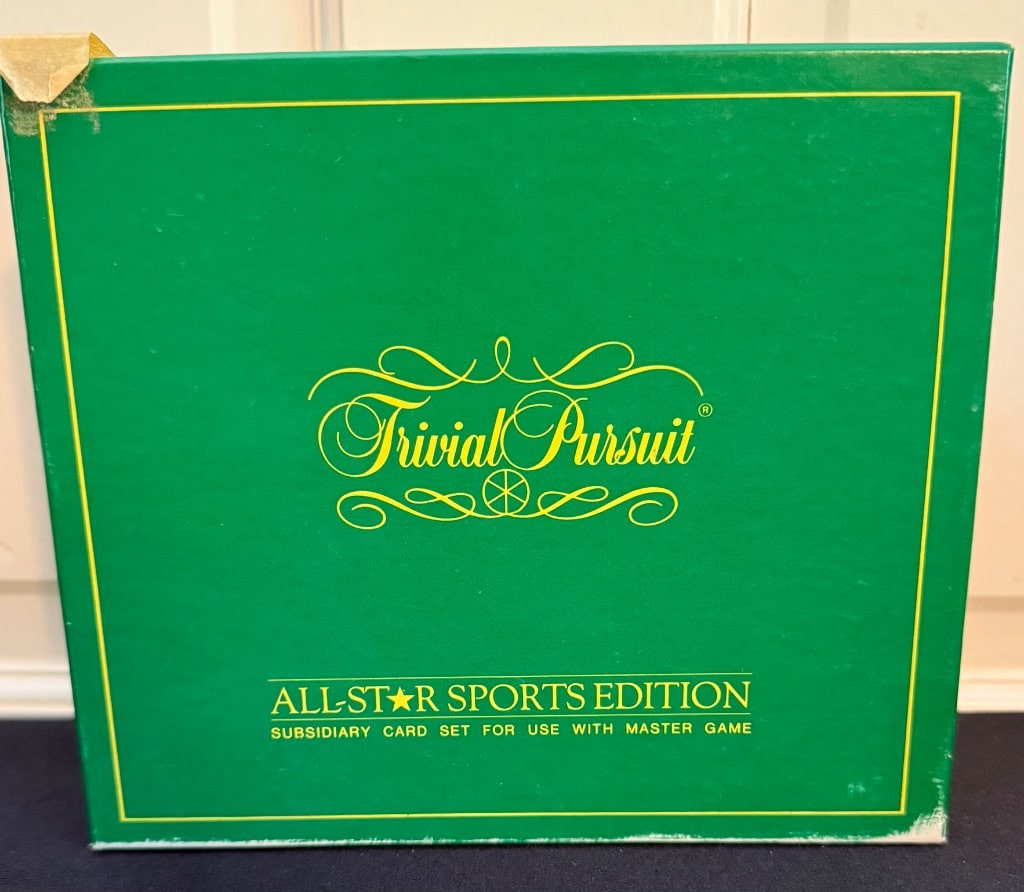 Trivial Pursuit®
ALL-ST★R SPORTS EDITION
SUBSIDIARY CARD SET FOR USE WITH MASTER GAME